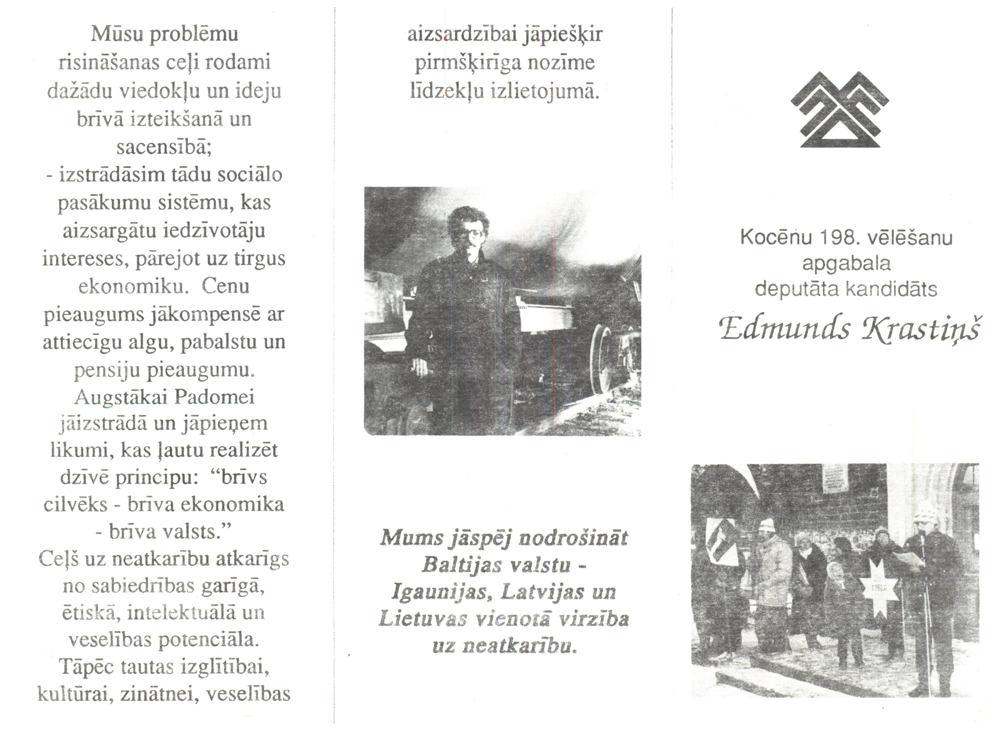 Mūsu problēmu
risināšanas ceļi rodami
dažādu viedokļu un ideju
brīvā izteikšanā un
sacensībā;
- izstrādāsim tādu sociālo
pasākumu sistēmu, kas
aizsargātu iedzīvotāju
intereses, pārejot uz tirgus
ekonomiku. Cenu
pieaugums jākompensē ar
attiecīgu algu, pabalstu un
pensiju pieaugumu.
Augstākai Padomei
jāizstrādā un jāpieņem
likumi, kas ļautu realizēt
dzīvē principu: “brīvs
cilvēks - brīva ekonomika
- brīva valsts.”
Ceļš uz neatkarību atkarīgs
no sabiedrības garīgā,
ētiskā, intelektuālā un
veselības potenciāla.
Tāpēc tautas izglītībai,
kultūrai, zinātnei, veselības
aizsardzībai jāpiešķir
pirmšķirīga nozīme
līdzekļu izlietojumā.
Mums jāspēj nodrošināt
Baltijas valstu -
Igaunijas, Latvijas un
Lietuvas vienotā virzība
uz neatkarību.
Kocēnu 198. vēlēšanu
apgabala
deputāta kandidāts
Edmunds Krastiņš